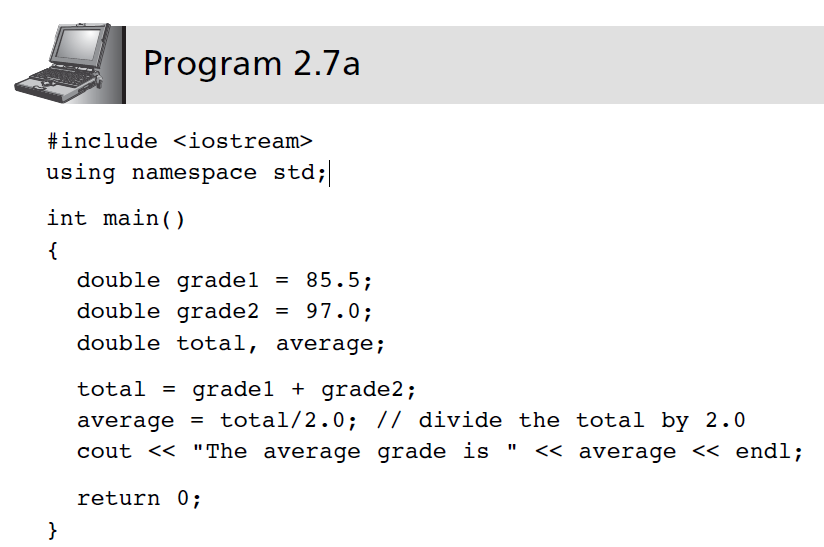 Program 2.7a
#include <iostream>
using namespace std;
int main()
{
double grade1 = 85.5;
double grade2 = 97.0;
double total, average;
total = grade1 + grade2;
average = total/2.0; // divide the total by 2.0
cout << "The average grade is " << average << endl;
return 0;
}